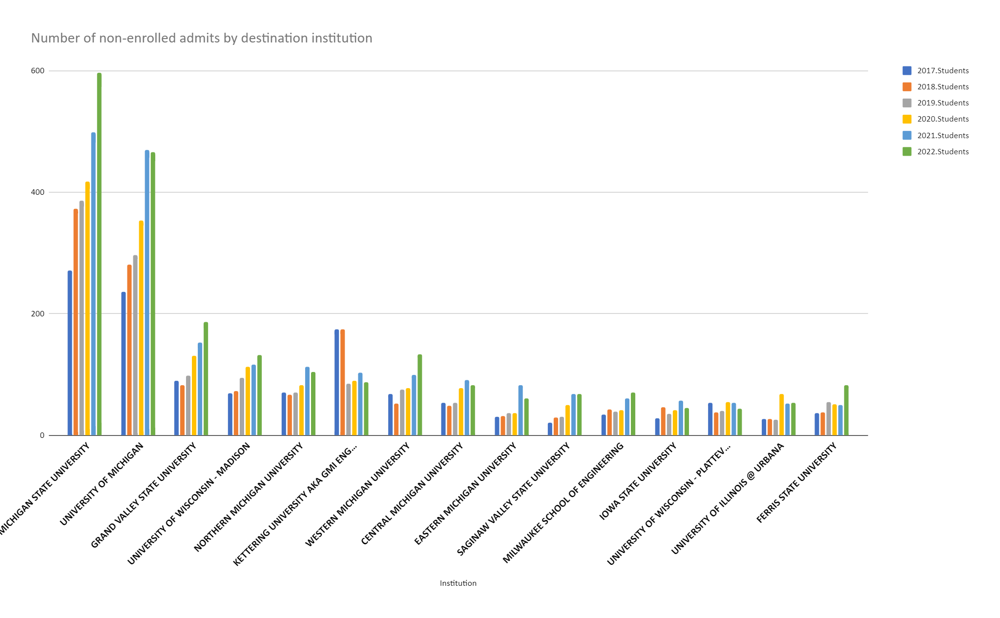 Number of non-enrolled admits by destination institution
600
400
200
0
2017.Students
2018.Students
2019.Students
2020.Students
2021.Students
2022.Students
MICHIGAN STATE UNIVERSITY
UNIVERSITY OF MICHIGAN
GRAND VALLEY STATE UNIVERSITY
UNIVERSITY OF WISCONSIN - MADISON
NORTHERN MICHIGAN UNIVERSITY
KETTERING UNIVERSITY AKA GMI ENG...
WESTERN MICHIGAN UNIVERSITY
CENTRAL MICHIGAN UNIVERSITY
EASTERN MICHIGAN UNIVERSITY
SAGINAW VALLEY STATE UNIVERSITY
MILWAUKEE SCHOOL OF ENGINEERING
IOWA STATE UNIVERSITY
UNIVERSITY OF WISCONSIN - PLATTEV...
UNIVERSITY OF ILLINOIS @ URBANA
FERRIS STATE UNIVERSITY
Institution